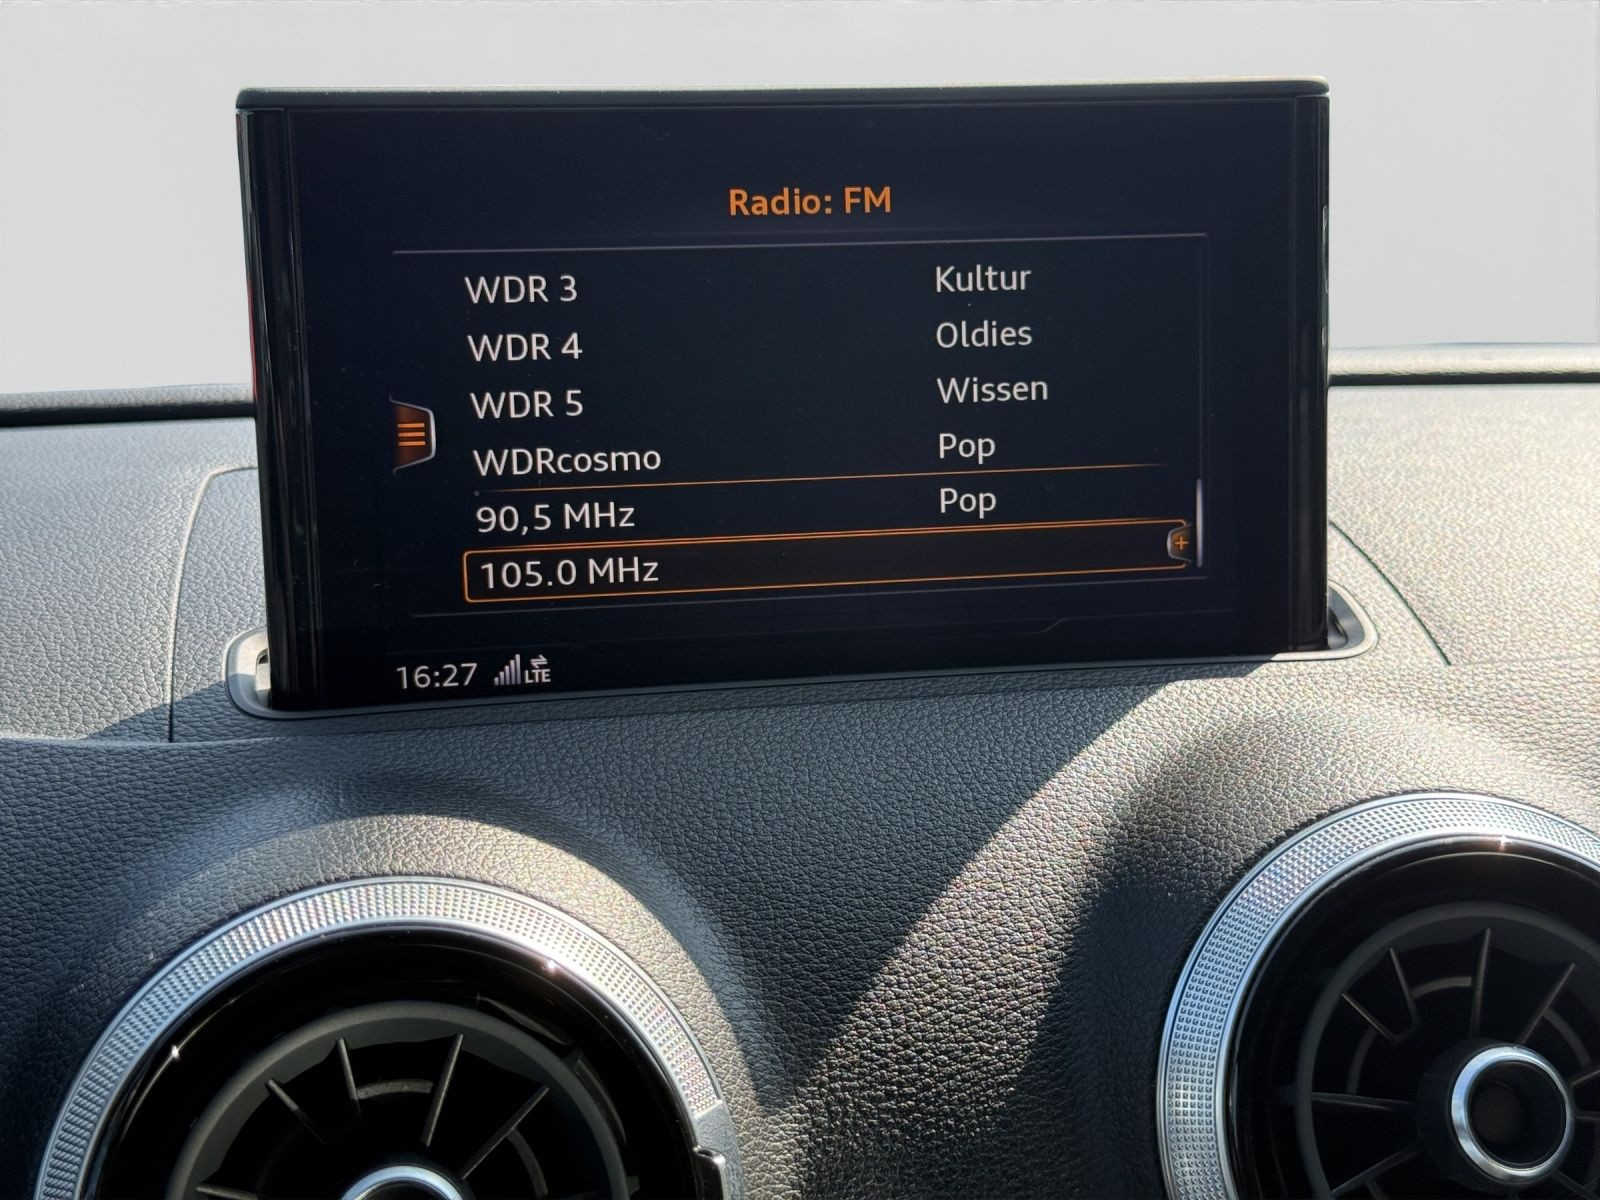 Radio: FM
WDR 3 Kultur
WDR 4 Oldies
WDR 5 Wissen
WDRcosmo Pop
90,5 MHz Pop
105.0 MHz +
16:27 LTE